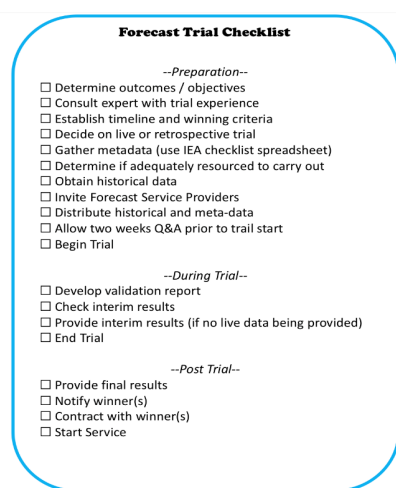 Forecast Trial Checklist
--Preparation--
☐ Determine outcomes / objectives
☐ Consult expert with trial experience
☐ Establish timeline and winning criteria
☐ Decide on live or retrospective trial
☐ Gather metadata (use IEA checklist spreadsheet)
☐ Determine if adequately resourced to carry out
☐ Obtain historical data
☐ Invite Forecast Service Providers
☐ Distribute historical and meta-data
☐ Allow two weeks Q&A prior to trail start
☐ Begin Trial
--During Trial--
☐ Develop validation report
☐ Check interim results
☐ Provide interim results (if no live data being provided)
☐ End Trial
--Post Trial--
☐ Provide final results
☐ Notify winner(s)
☐ Contract with winner(s)
☐ Start Service